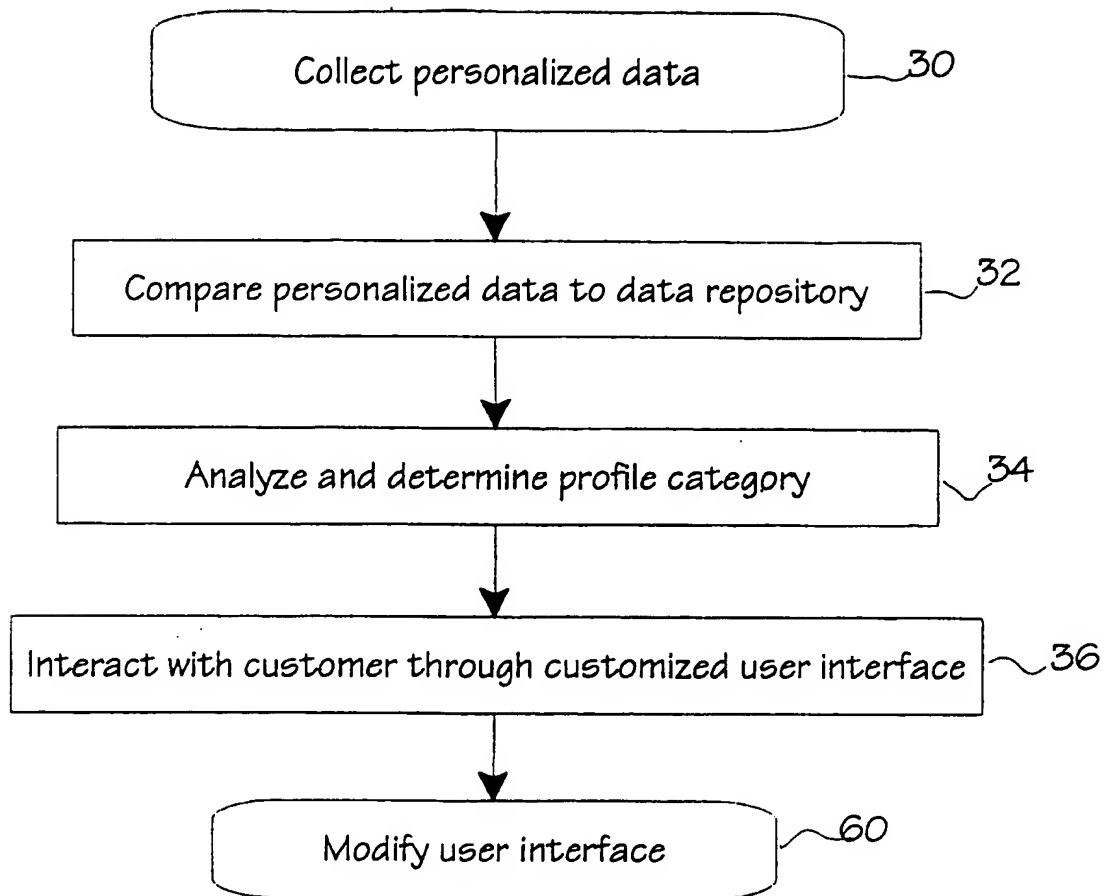 Collect personalized data
30
Compare personalized data to data repository
32
Analyze and determine profile category
34
Interact with customer through customized user interface
36
Modify user interface
60